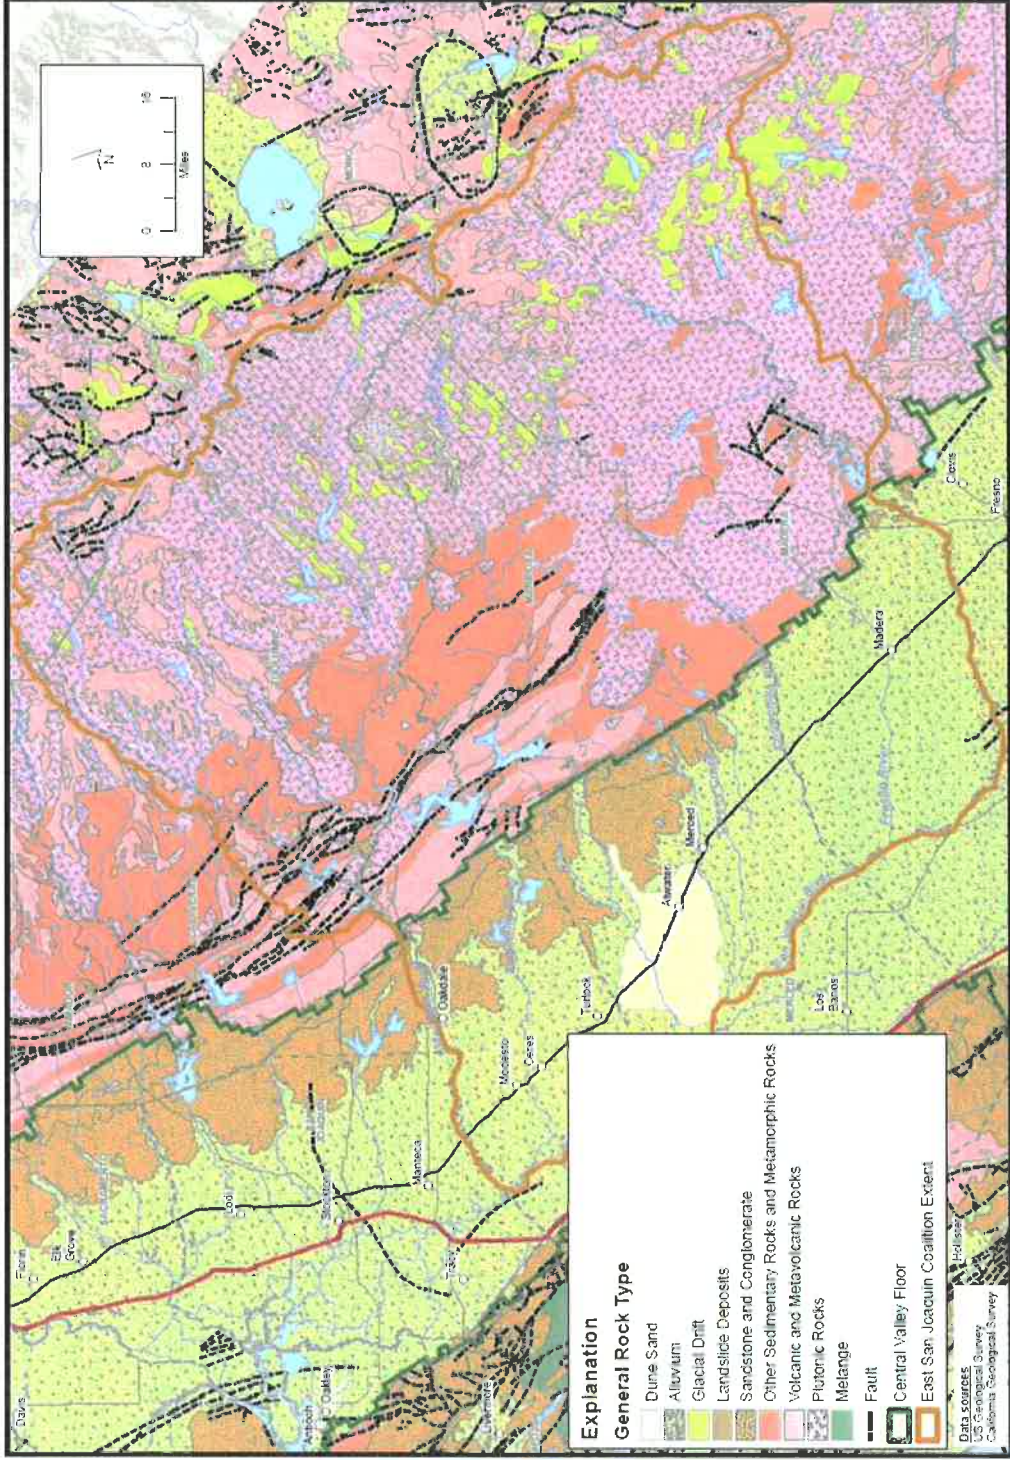 Explanation
General Rock Type
Dune Sand
Alluvium
Glacial Drift
Landslide Deposits
Sandstone and Conglomerate
Other Sedimentary Rocks and Metamorphic Rocks
Volcanic and Metavolcanic Rocks
Plutonic Rocks
Melange
Fault
Central Valley Floor
East San Joaquin Coalition Extent
Data sources
US Geological Survey
California Geological Survey
N
Miles
Davis
Florin
Elk
Grove
Lodi
Stockton
Manteca
Tracy
Antioch
Oakley
Livermore
Oakdale
Modesto
Ceres
Turlock
Atwater
Merced
Los
Banos
Madera
Clovis
Fresno
Hollister